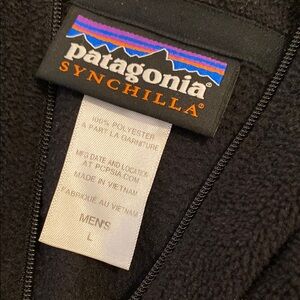 patagonia®
SYNCHILLA®
100% POLYESTER
A PART LA GARNITURE
MFG DATE AND LOCATION
AT PCPSIA.COM
MADE IN VIETNAM
FABRIQUÉ AU VIETNAM
MEN'S
L